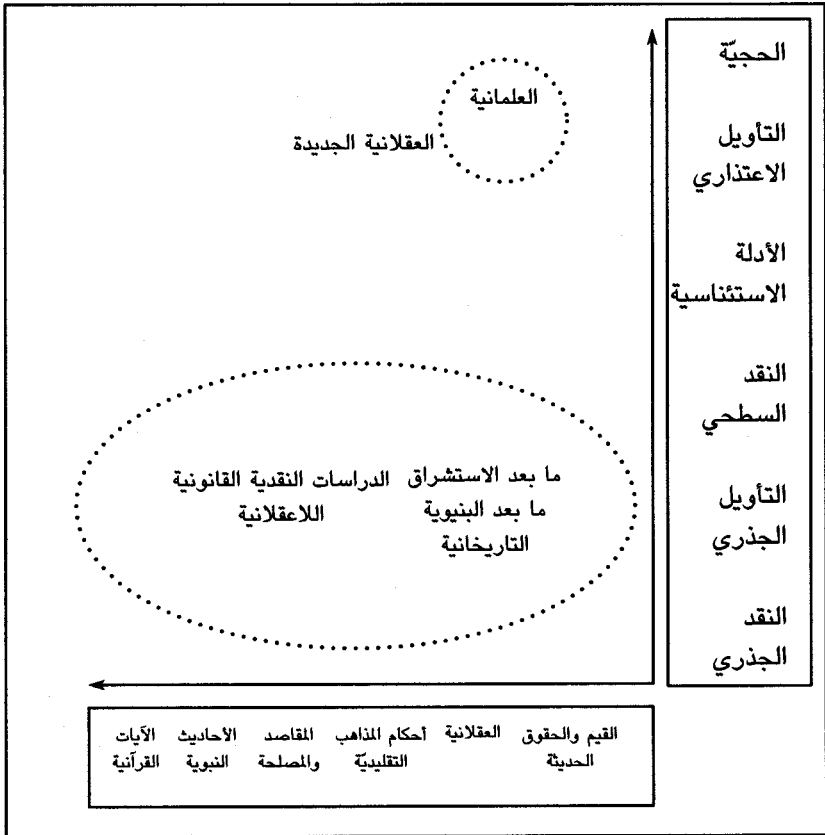 الحجيّة
التأويل
الاعتذاري
الأدلة
الاستئناسية
النقد
السطحي
التأويل
الجذري
النقد
الجذري
العلمانية
العقلانية الجديدة
ما بعد الاستشراق
ما بعد البنيوية
التاريخانية
الدراسات النقدية القانونية
اللاعقلانية
القيم والحقوق
الحديثة
العقلانية
أحكام المذاهب
التقليديّة
المقاصد
والمصلحة
الأحاديث
النبوية
الآيات
القرآنية